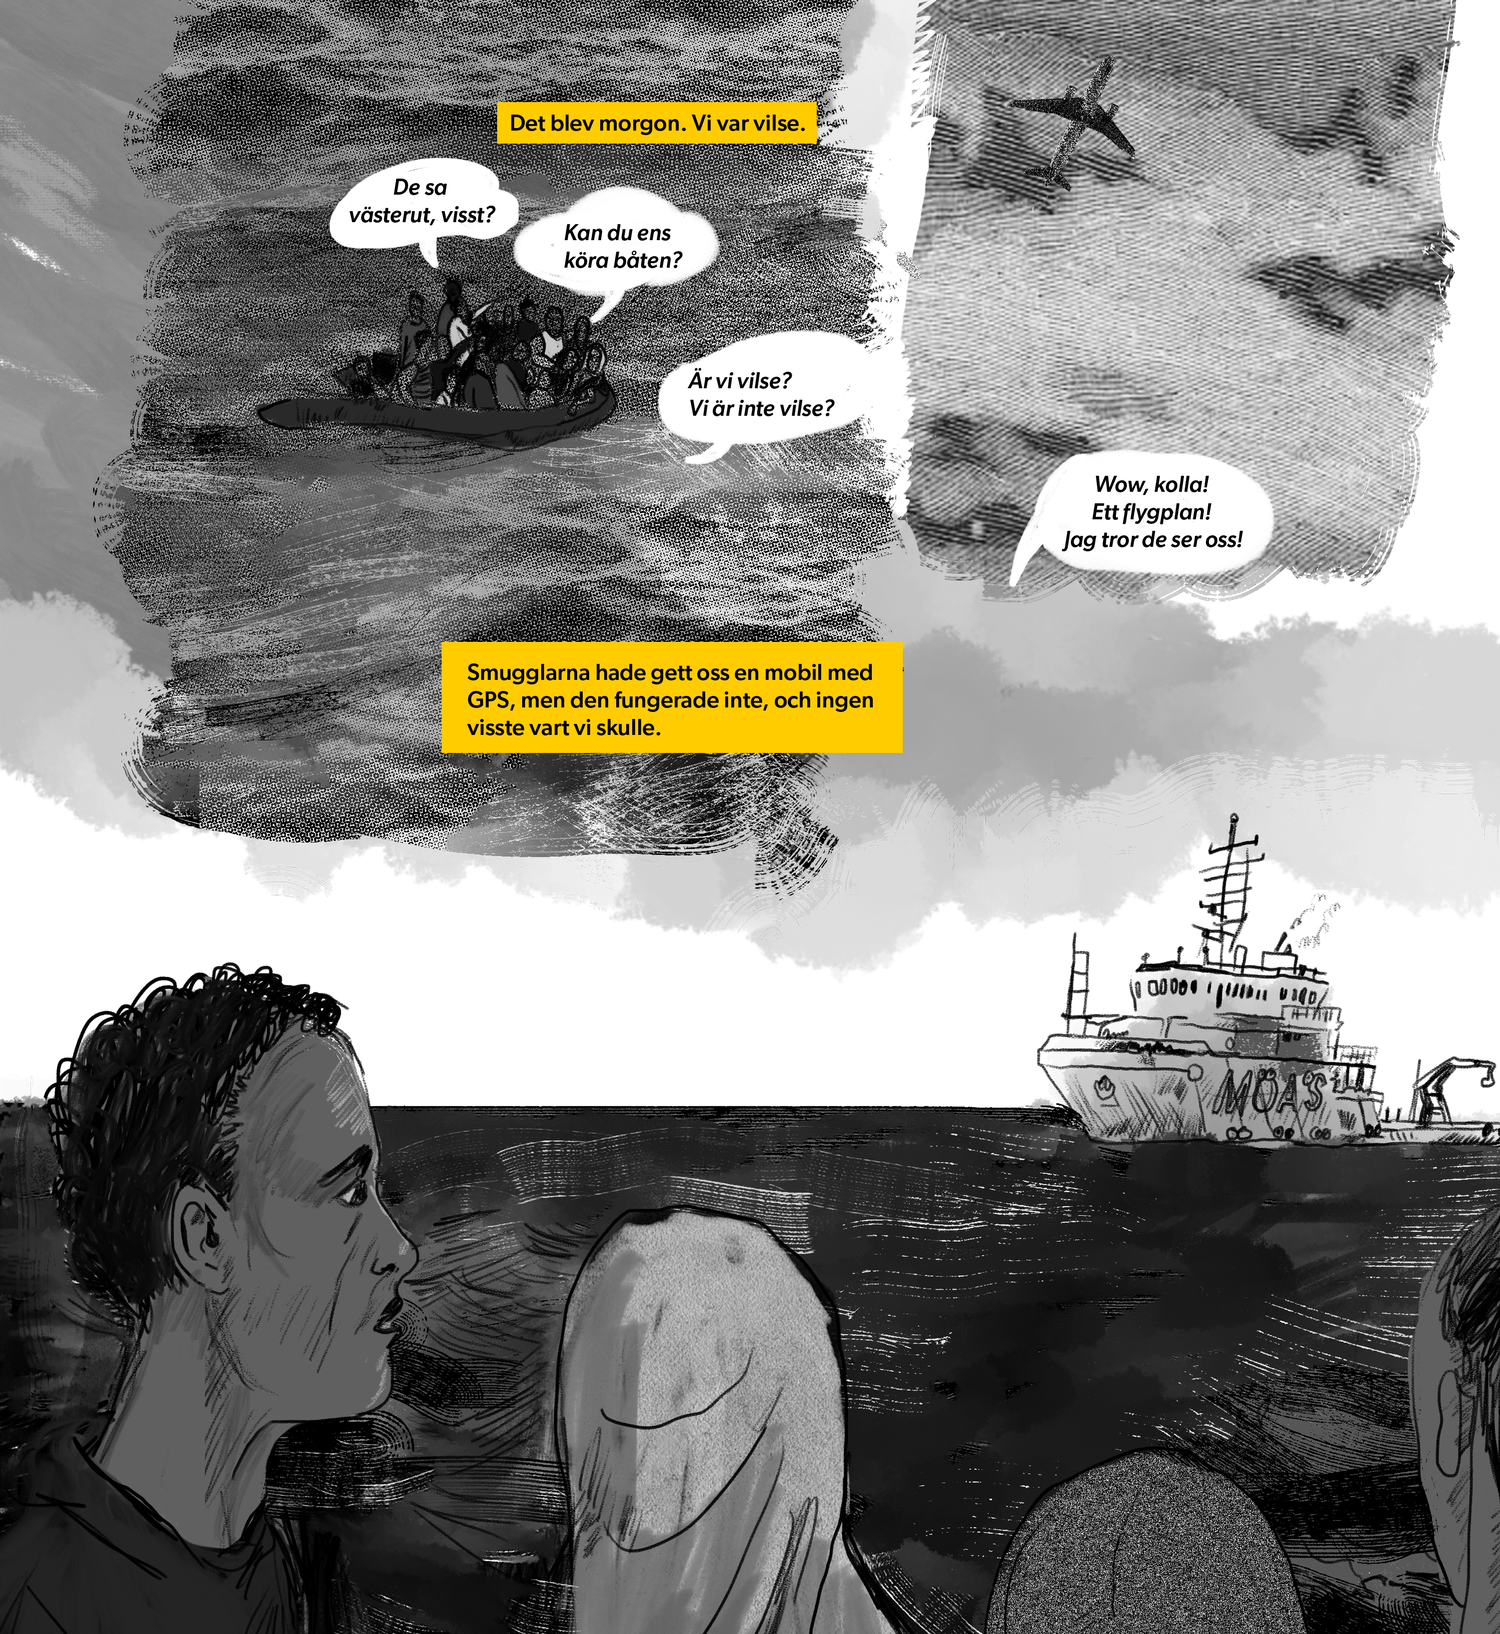 Det blev morgon. Vi var vilse.
De sa
västerut, visst?
Kan du ens
köra båten?
Är vi vilse?
Vi är inte vilse?
Wow, kolla!
Ett flygplan!
Jag tror de ser oss!
Smugglarna hade gett oss en mobil med
GPS, men den fungerade inte, och ingen
visste vart vi skulle.
MÖAS